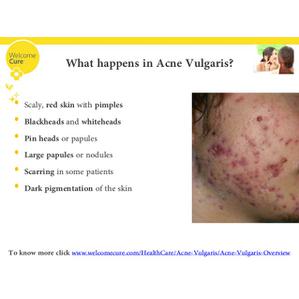 Welcome
Cure
What happens in Acne Vulgaris?
Scaly, red skin with pimples
Blackheads and whiteheads
Pin heads or papules
Large papules or nodules
Scarring in some patients
Dark pigmentation of the skin
To know more click www.welcomecure.com/HealthCare/Acne-Vulgaris/Acne-Vulgaris-Overview